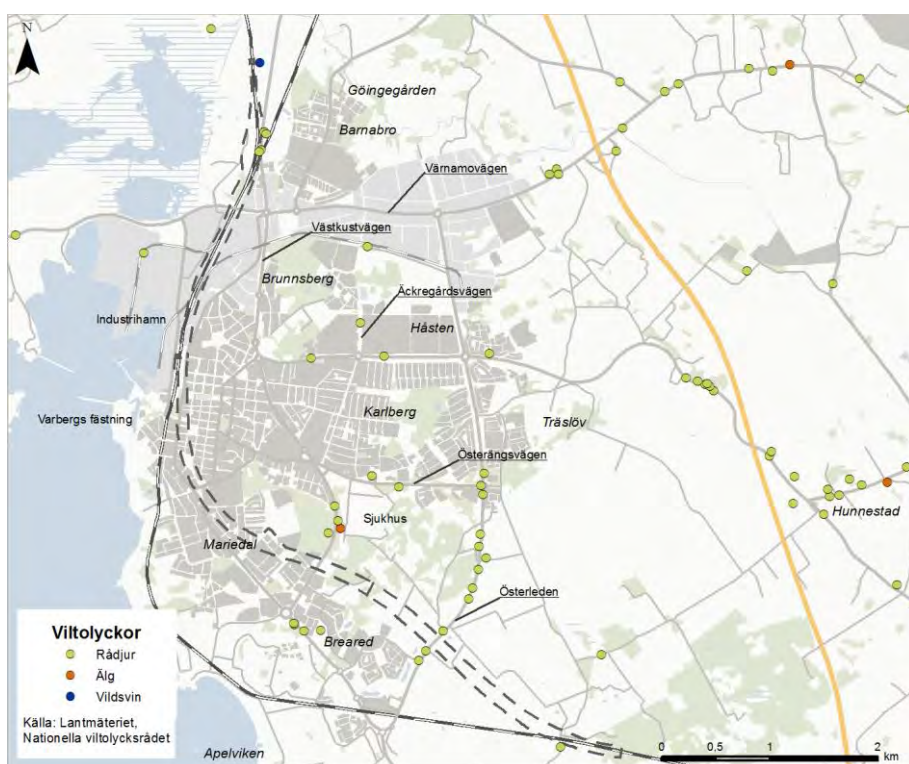 N
Göingegården
Barnabro
Värnamovägen
Västkustvägen
Brunnsberg
Äckregårdsvägen
Industrihamn
Håsten
Varbergs fästning
Karlberg
Träslöv
Österängsvägen
Sjukhus
Hunnestad
Mariedal
Österleden
Breared
Viltolyckor
Rådjur
Älg
Vildsvin
Källa: Lantmäteriet,
Nationella viltolycksrådet
Apelviken
0 0,5 1 2
km